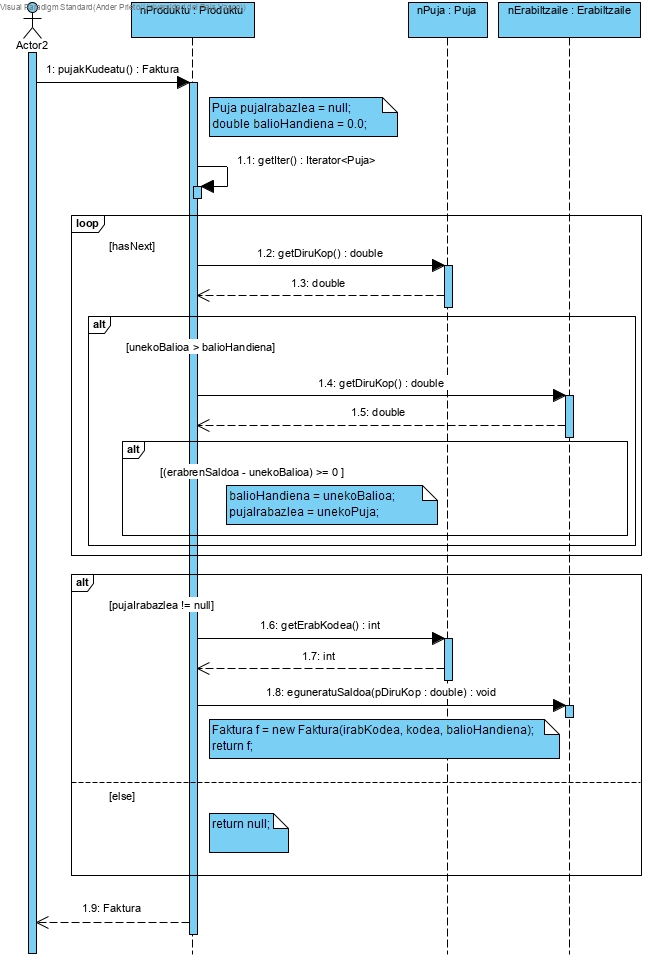 Visual Paradigm Standard(Ander Prieto
nProduktu : Produktu
nPuja : Puja
nErabiltzaile : Erabiltzaile
Actor2
1: pujakKudeatu() : Faktura
Puja pujaIrabazlea = null;
double balioHandiena = 0.0;
1.1: getIter() : Iterator<Puja>
loop
[hasNext]
1.2: getDiruKop() : double
1.3: double
alt
[unekoBalioa > balioHandiena]
1.4: getDiruKop() : double
1.5: double
alt
[(erabrenSaldoa - unekoBalioa) >= 0 ]
balioHandiena = unekoBalioa;
pujaIrabazlea = unekoPuja;
alt
[pujaIrabazlea != null]
1.6: getErabKodea() : int
1.7: int
1.8: eguneratuSaldoa(pDiruKop : double) : void
Faktura f = new Faktura(irabKodea, kodea, balioHandiena);
return f;
[else]
return null;
1.9: Faktura